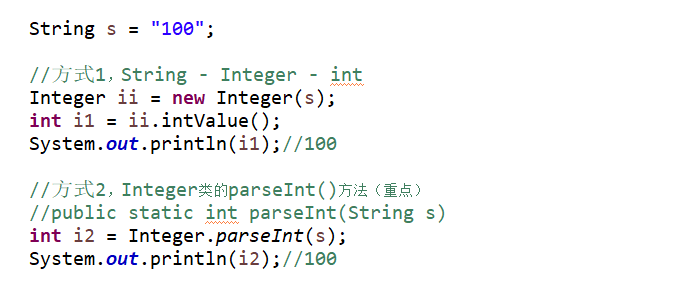 String s = "100";
//方式1，String - Integer - int
Integer ii = new Integer(s);
int i1 = ii.intValue();
System.out.println(i1);//100
//方式2，Integer类的parseInt()方法（重点）
//public static int parseInt(String s)
int i2 = Integer.parseInt(s);
System.out.println(i2);//100